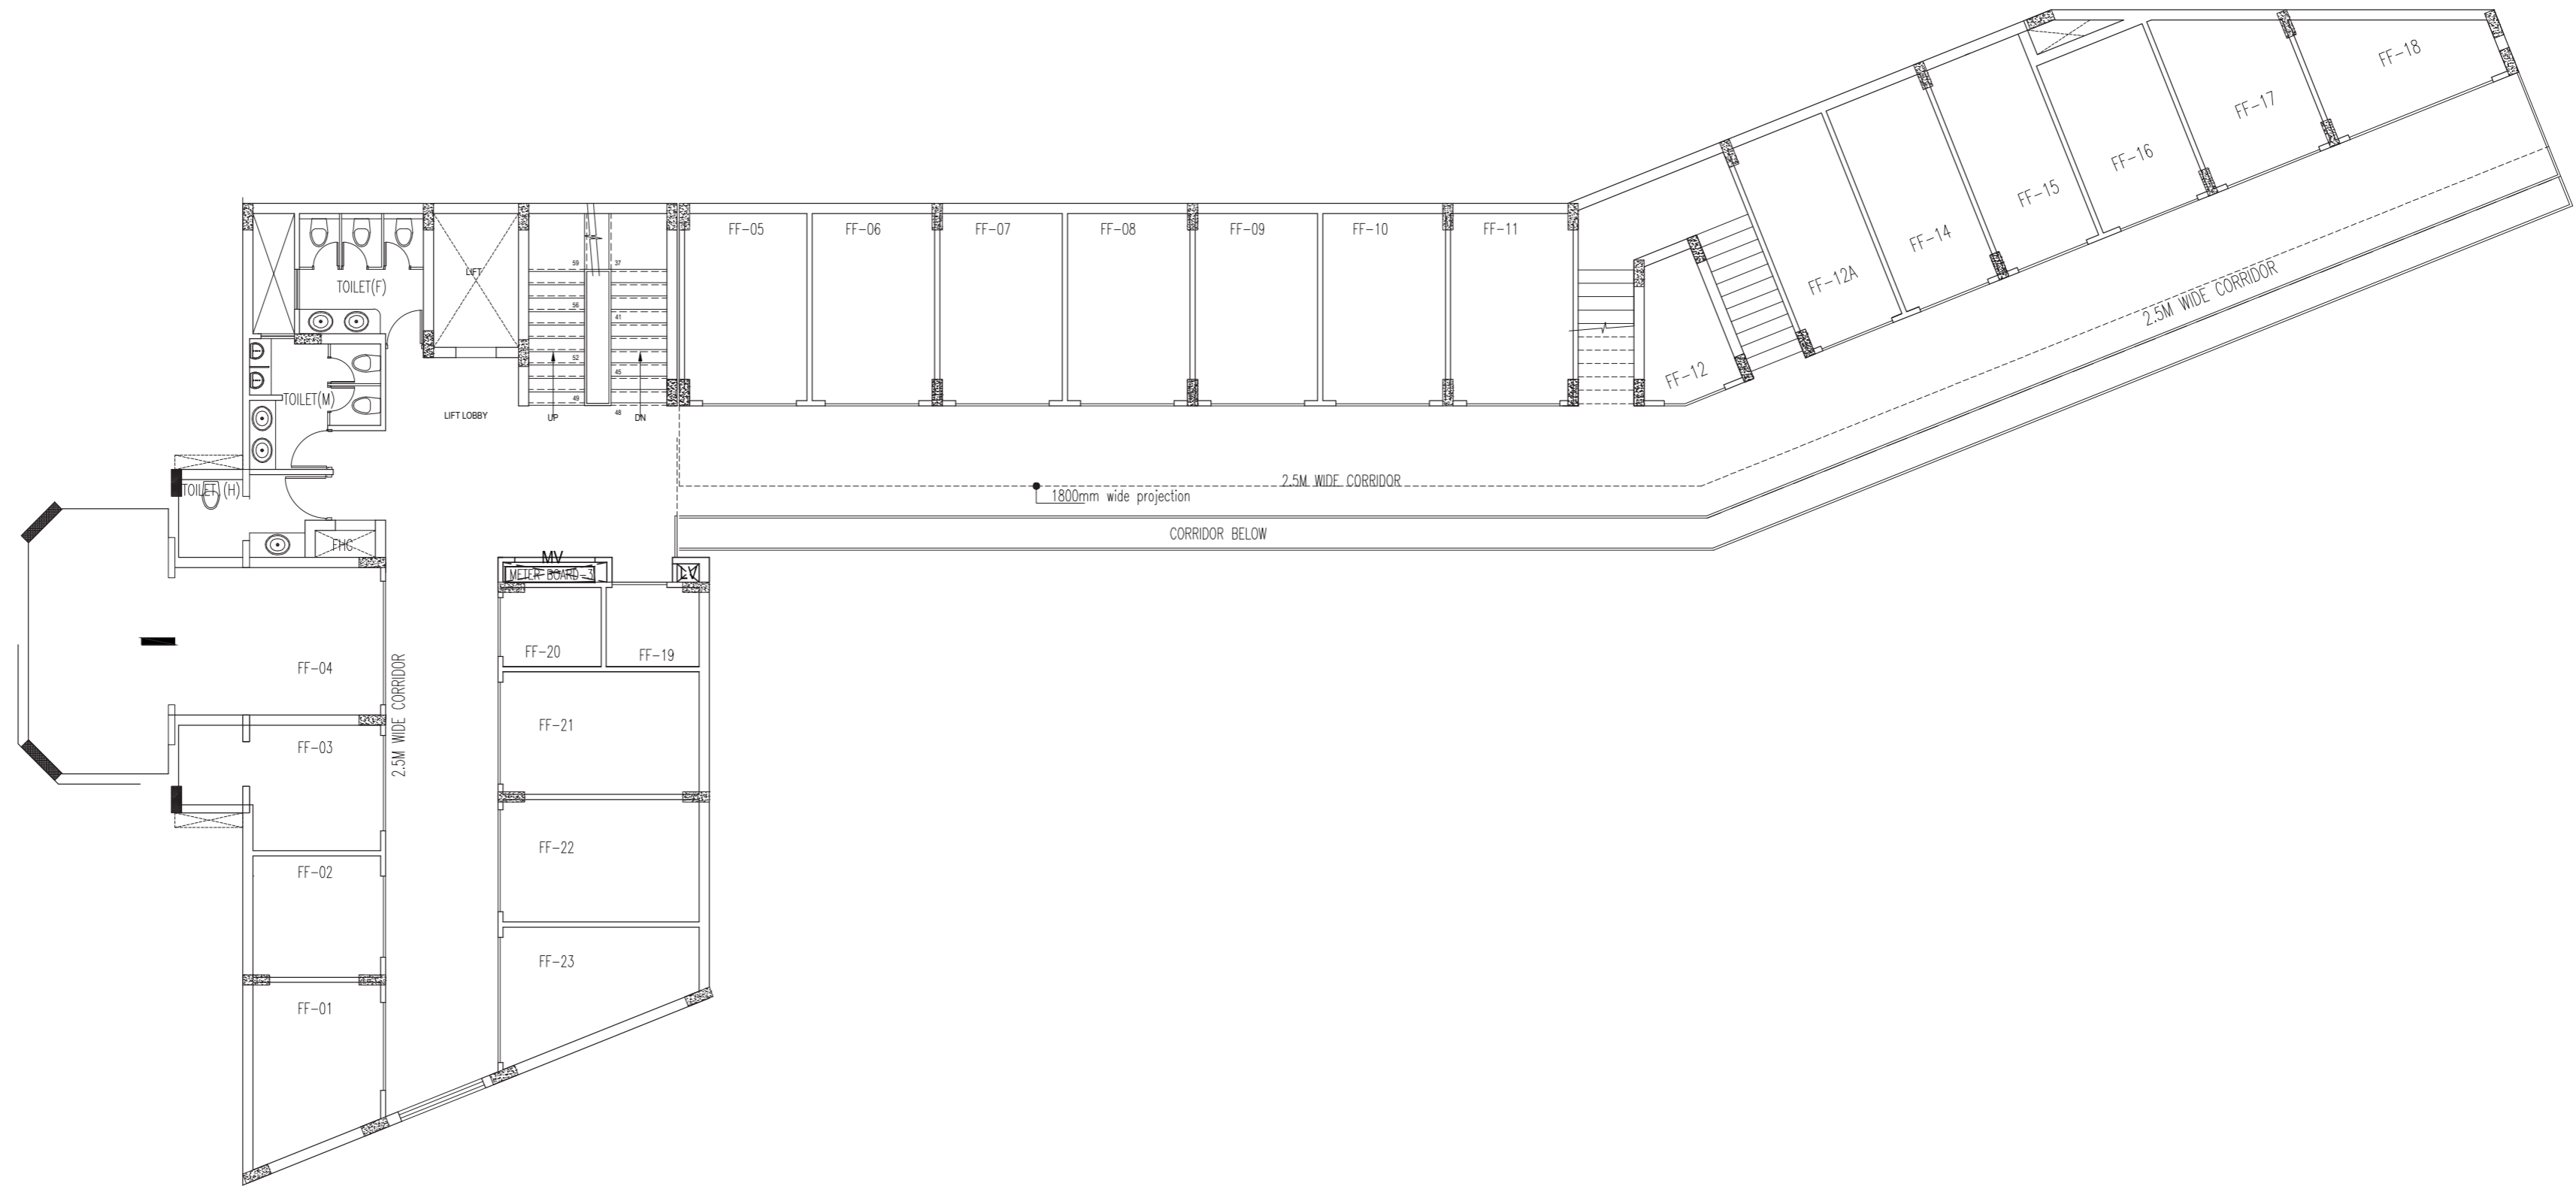 FF-18
FF-17
FF-16
FF-15
FF-14
FF-12A
FF-12
2.5M WIDE CORRIDOR
FF-05
FF-06
FF-07
FF-08
FF-09
FF-10
FF-11
LIFT
TOILET(F)
59
37
56
41
52
45
49
48
UP
DN
LIFT LOBBY
TOILET(M)
TOILET (H)
2.5M WIDE CORRIDOR
1800mm wide projection
CORRIDOR BELOW
FHC
MV
METER BOARD-3
LV
FF-20
FF-19
FF-04
2.5M WIDE CORRIDOR
FF-21
FF-03
FF-22
FF-02
FF-23
FF-01